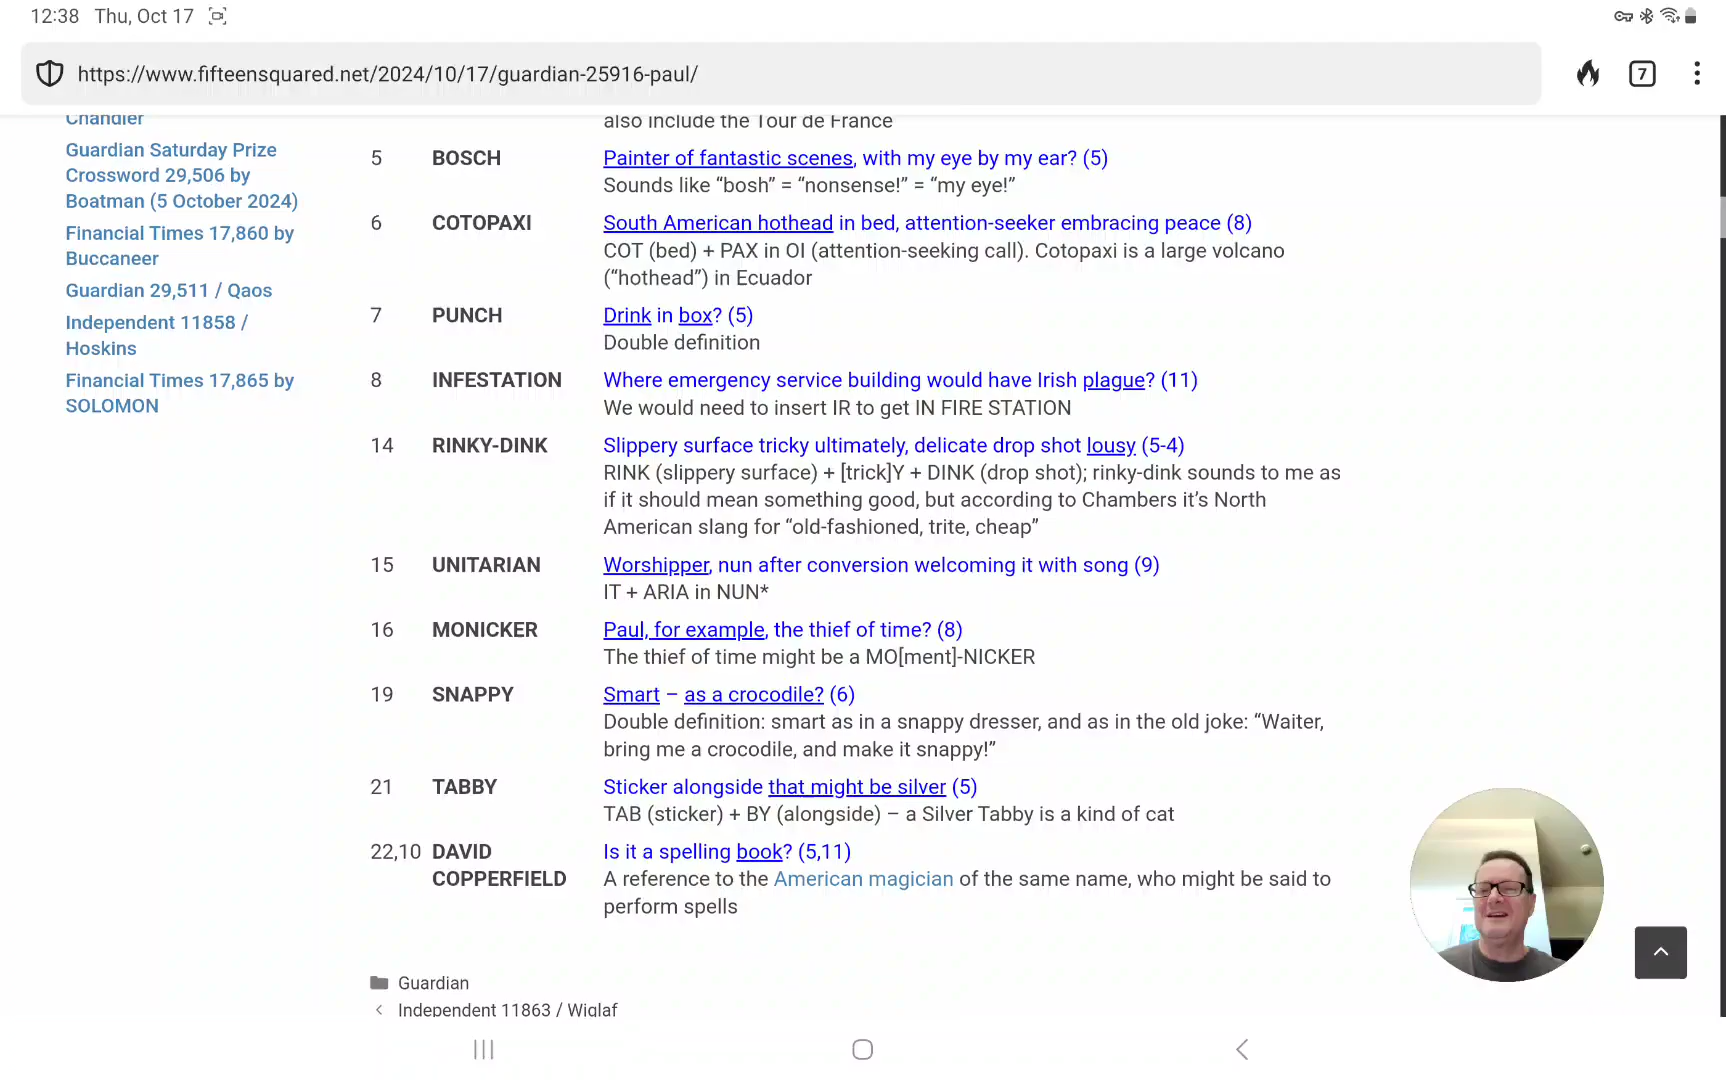 12:38 Thu, Oct 17
https://www.fifteensquared.net/2024/10/17/guardian-25916-paul/
7
Chandler
Guardian Saturday Prize
Crossword 29,506 by
Boatman (5 October 2024)
Financial Times 17,860 by
Buccaneer
Guardian 29,511 / Qaos
Independent 11858 /
Hoskins
Financial Times 17,865 by
SOLOMON
also include the Tour de France
5 BOSCH Painter of fantastic scenes, with my eye by my ear? (5)
Sounds like “bosh” = “nonsense!” = “my eye!”
6 COTOPAXI South American hothead in bed, attention-seeker embracing peace (8)
COT (bed) + PAX in OI (attention-seeking call). Cotopaxi is a large volcano
(“hothead”) in Ecuador
7 PUNCH Drink in box? (5)
Double definition
8 INFESTATION Where emergency service building would have Irish plague? (11)
We would need to insert IR to get IN FIRE STATION
14 RINKY-DINK Slippery surface tricky ultimately, delicate drop shot lousy (5-4)
RINK (slippery surface) + [trick]Y + DINK (drop shot); rinky-dink sounds to me as
if it should mean something good, but according to Chambers it’s North
American slang for “old-fashioned, trite, cheap”
15 UNITARIAN Worshipper, nun after conversion welcoming it with song (9)
IT + ARIA in NUN*
16 MONICKER Paul, for example, the thief of time? (8)
The thief of time might be a MO[ment]-NICKER
19 SNAPPY Smart – as a crocodile? (6)
Double definition: smart as in a snappy dresser, and as in the old joke: “Waiter,
bring me a crocodile, and make it snappy!”
21 TABBY Sticker alongside that might be silver (5)
TAB (sticker) + BY (alongside) – a Silver Tabby is a kind of cat
22,10 DAVID Is it a spelling book? (5,11)
COPPERFIELD A reference to the American magician of the same name, who might be said to
perform spells
Guardian
Independent 11863 / Wiglaf